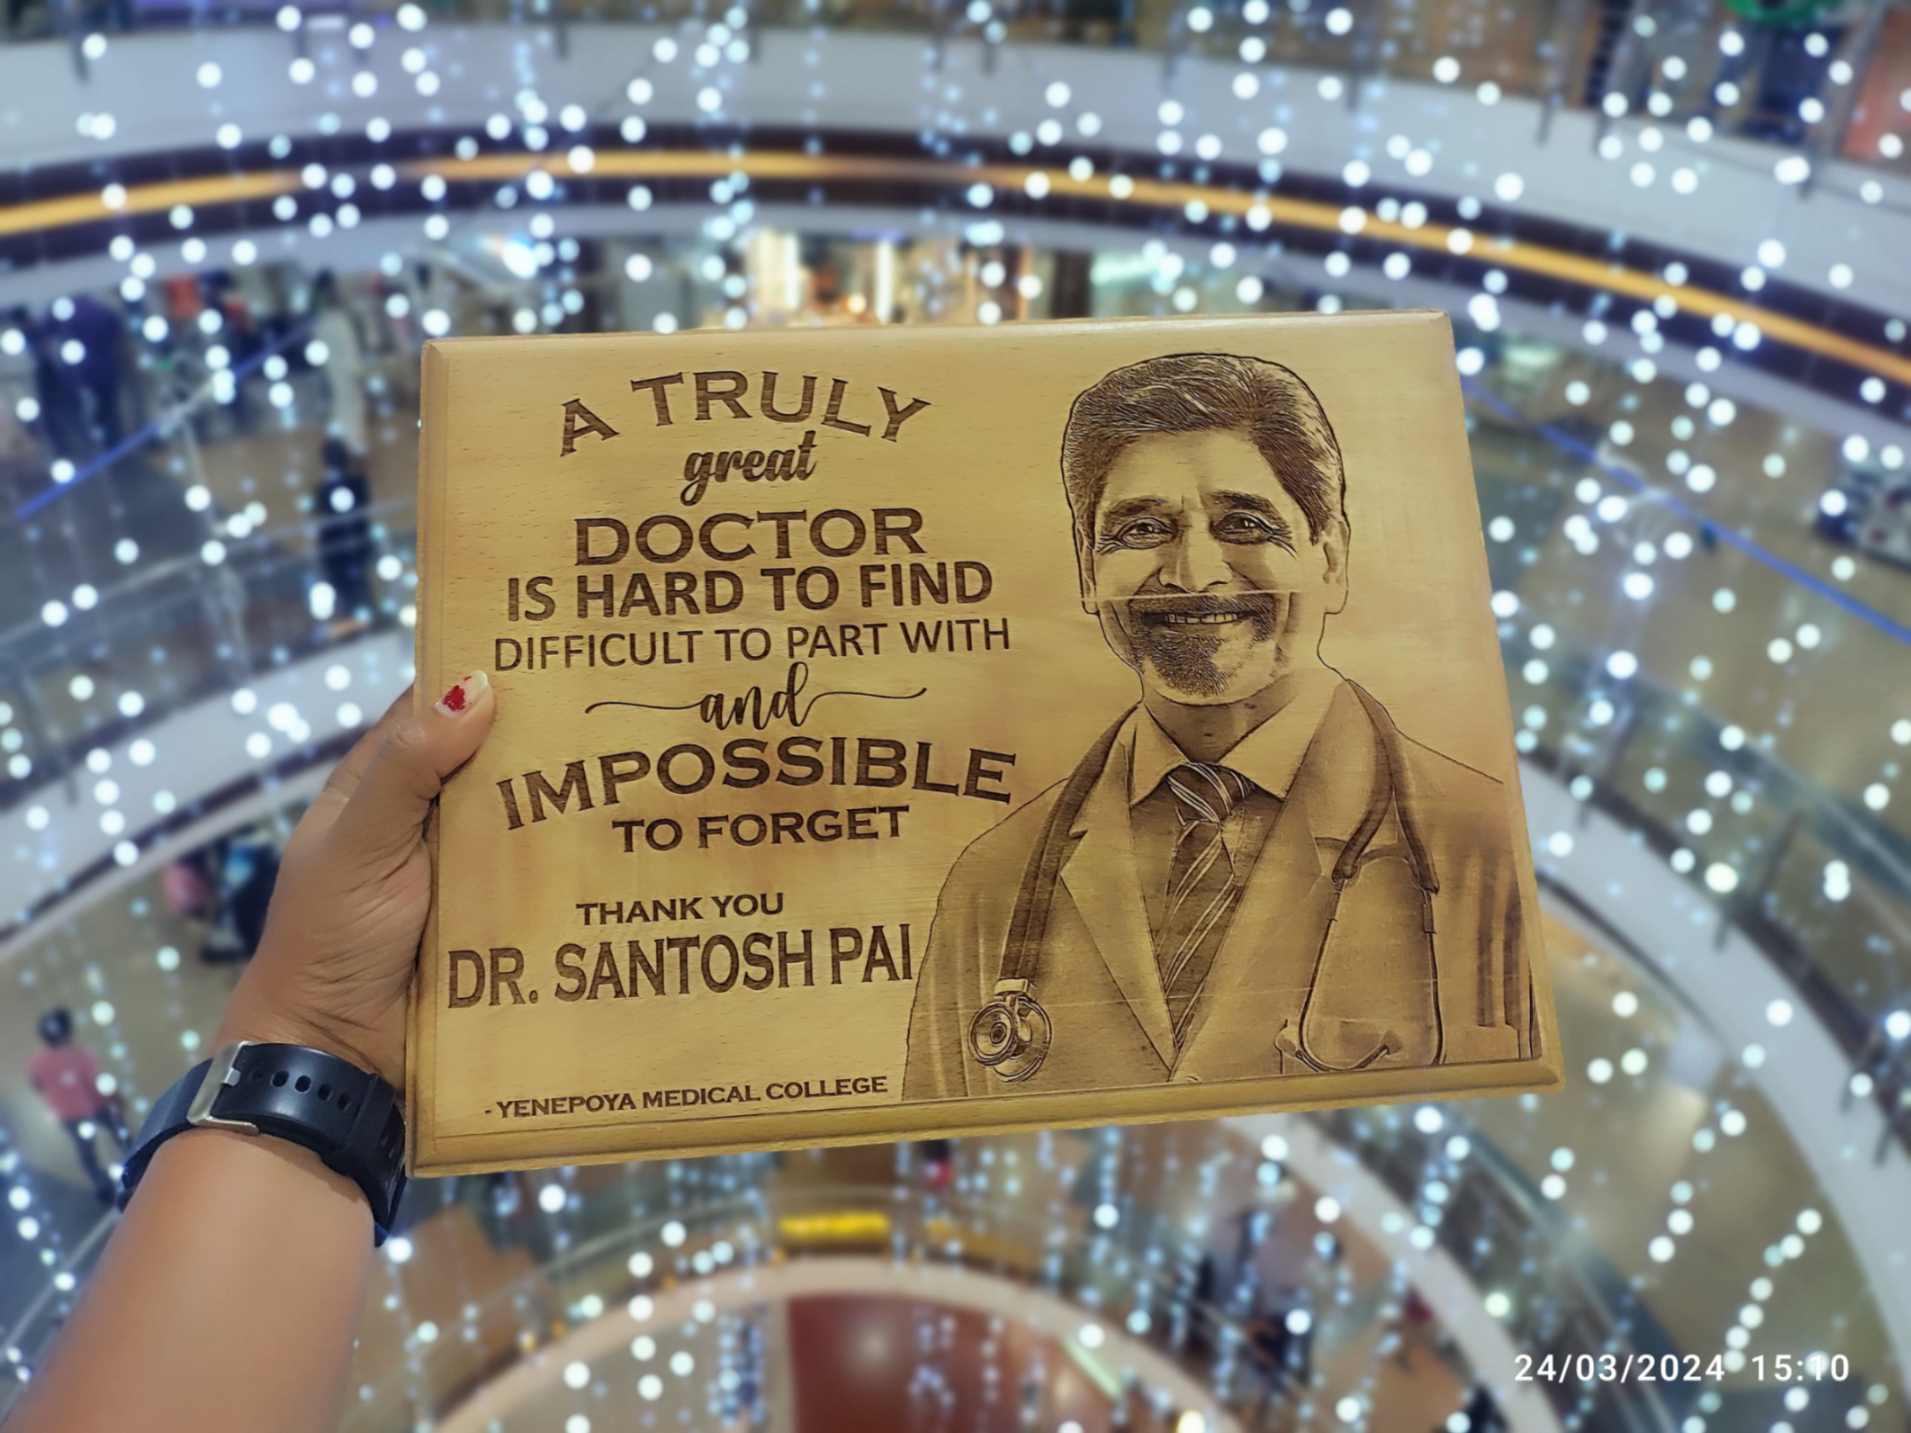 A TRULY
great
DOCTOR
IS HARD TO FIND
DIFFICULT TO PART WITH
and
IMPOSSIBLE
TO FORGET
THANK YOU
DR. SANTOSH PAI
- YENEPOYA MEDICAL COLLEGE
24/03/2024 15:10